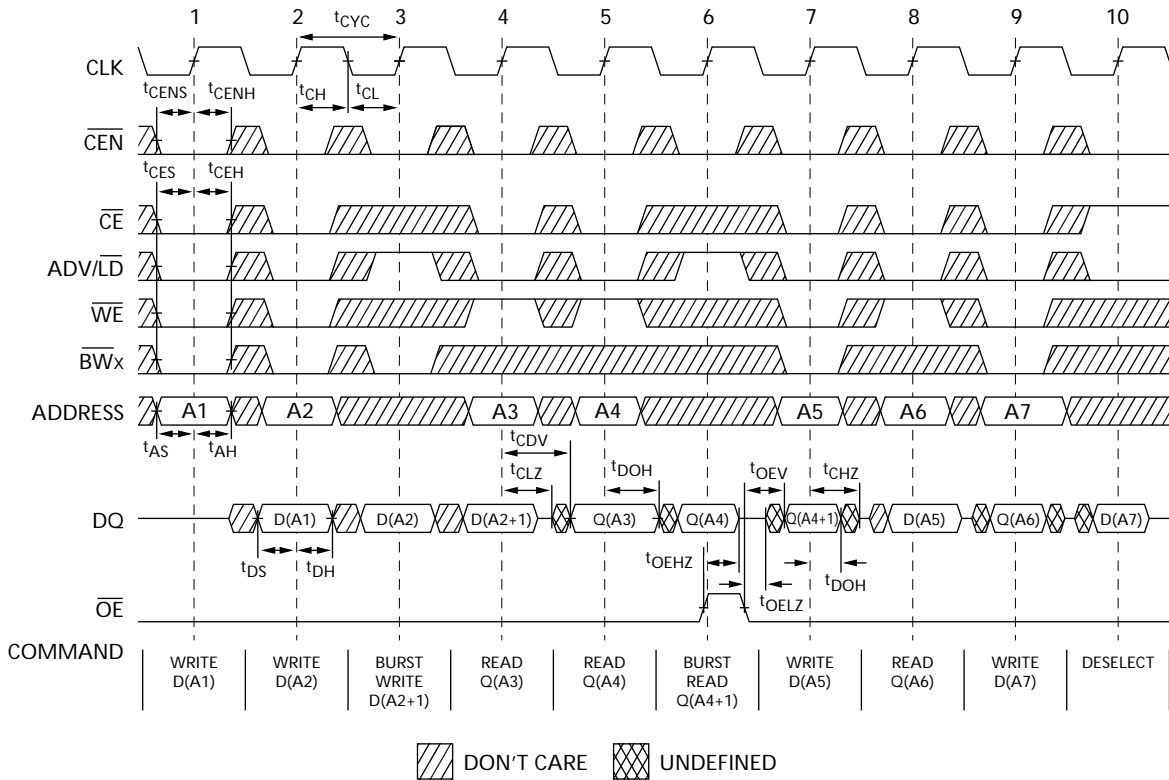 1 2 3 4 5 6 7 8 9 10
tCYC
CLK
tCENS tCENH tCH tCL
CEN
tCES tCEH
CE
ADV/LD
WE
BWx
ADDRESS A1 A2 A3 A4 A5 A6 A7
tAS tAH tCDV
tCLZ tDOH tOEV tCHZ
DQ D(A1) D(A2) D(A2+1) Q(A3) Q(A4) Q(A4+1) D(A5) Q(A6) D(A7)
tDS tDH tOEHZ tDOH
tOELZ
OE
COMMAND
WRITE
D(A1)
WRITE
D(A2)
BURST
WRITE
D(A2+1)
READ
Q(A3)
READ
Q(A4)
BURST
READ
Q(A4+1)
WRITE
D(A5)
READ
Q(A6)
WRITE
D(A7)
DESELECT
DON'T CARE
UNDEFINED